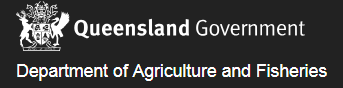 Queensland Government
Department of Agriculture and Fisheries